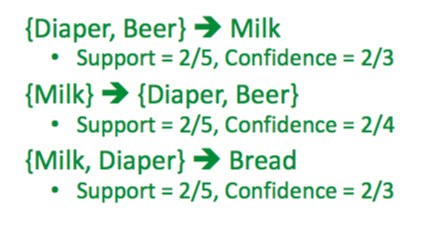 {Diaper, Beer} ➔ Milk
• Support = 2/5, Confidence = 2/3
{Milk} ➔ {Diaper, Beer}
• Support = 2/5, Confidence = 2/4
{Milk, Diaper} ➔ Bread
• Support = 2/5, Confidence = 2/3